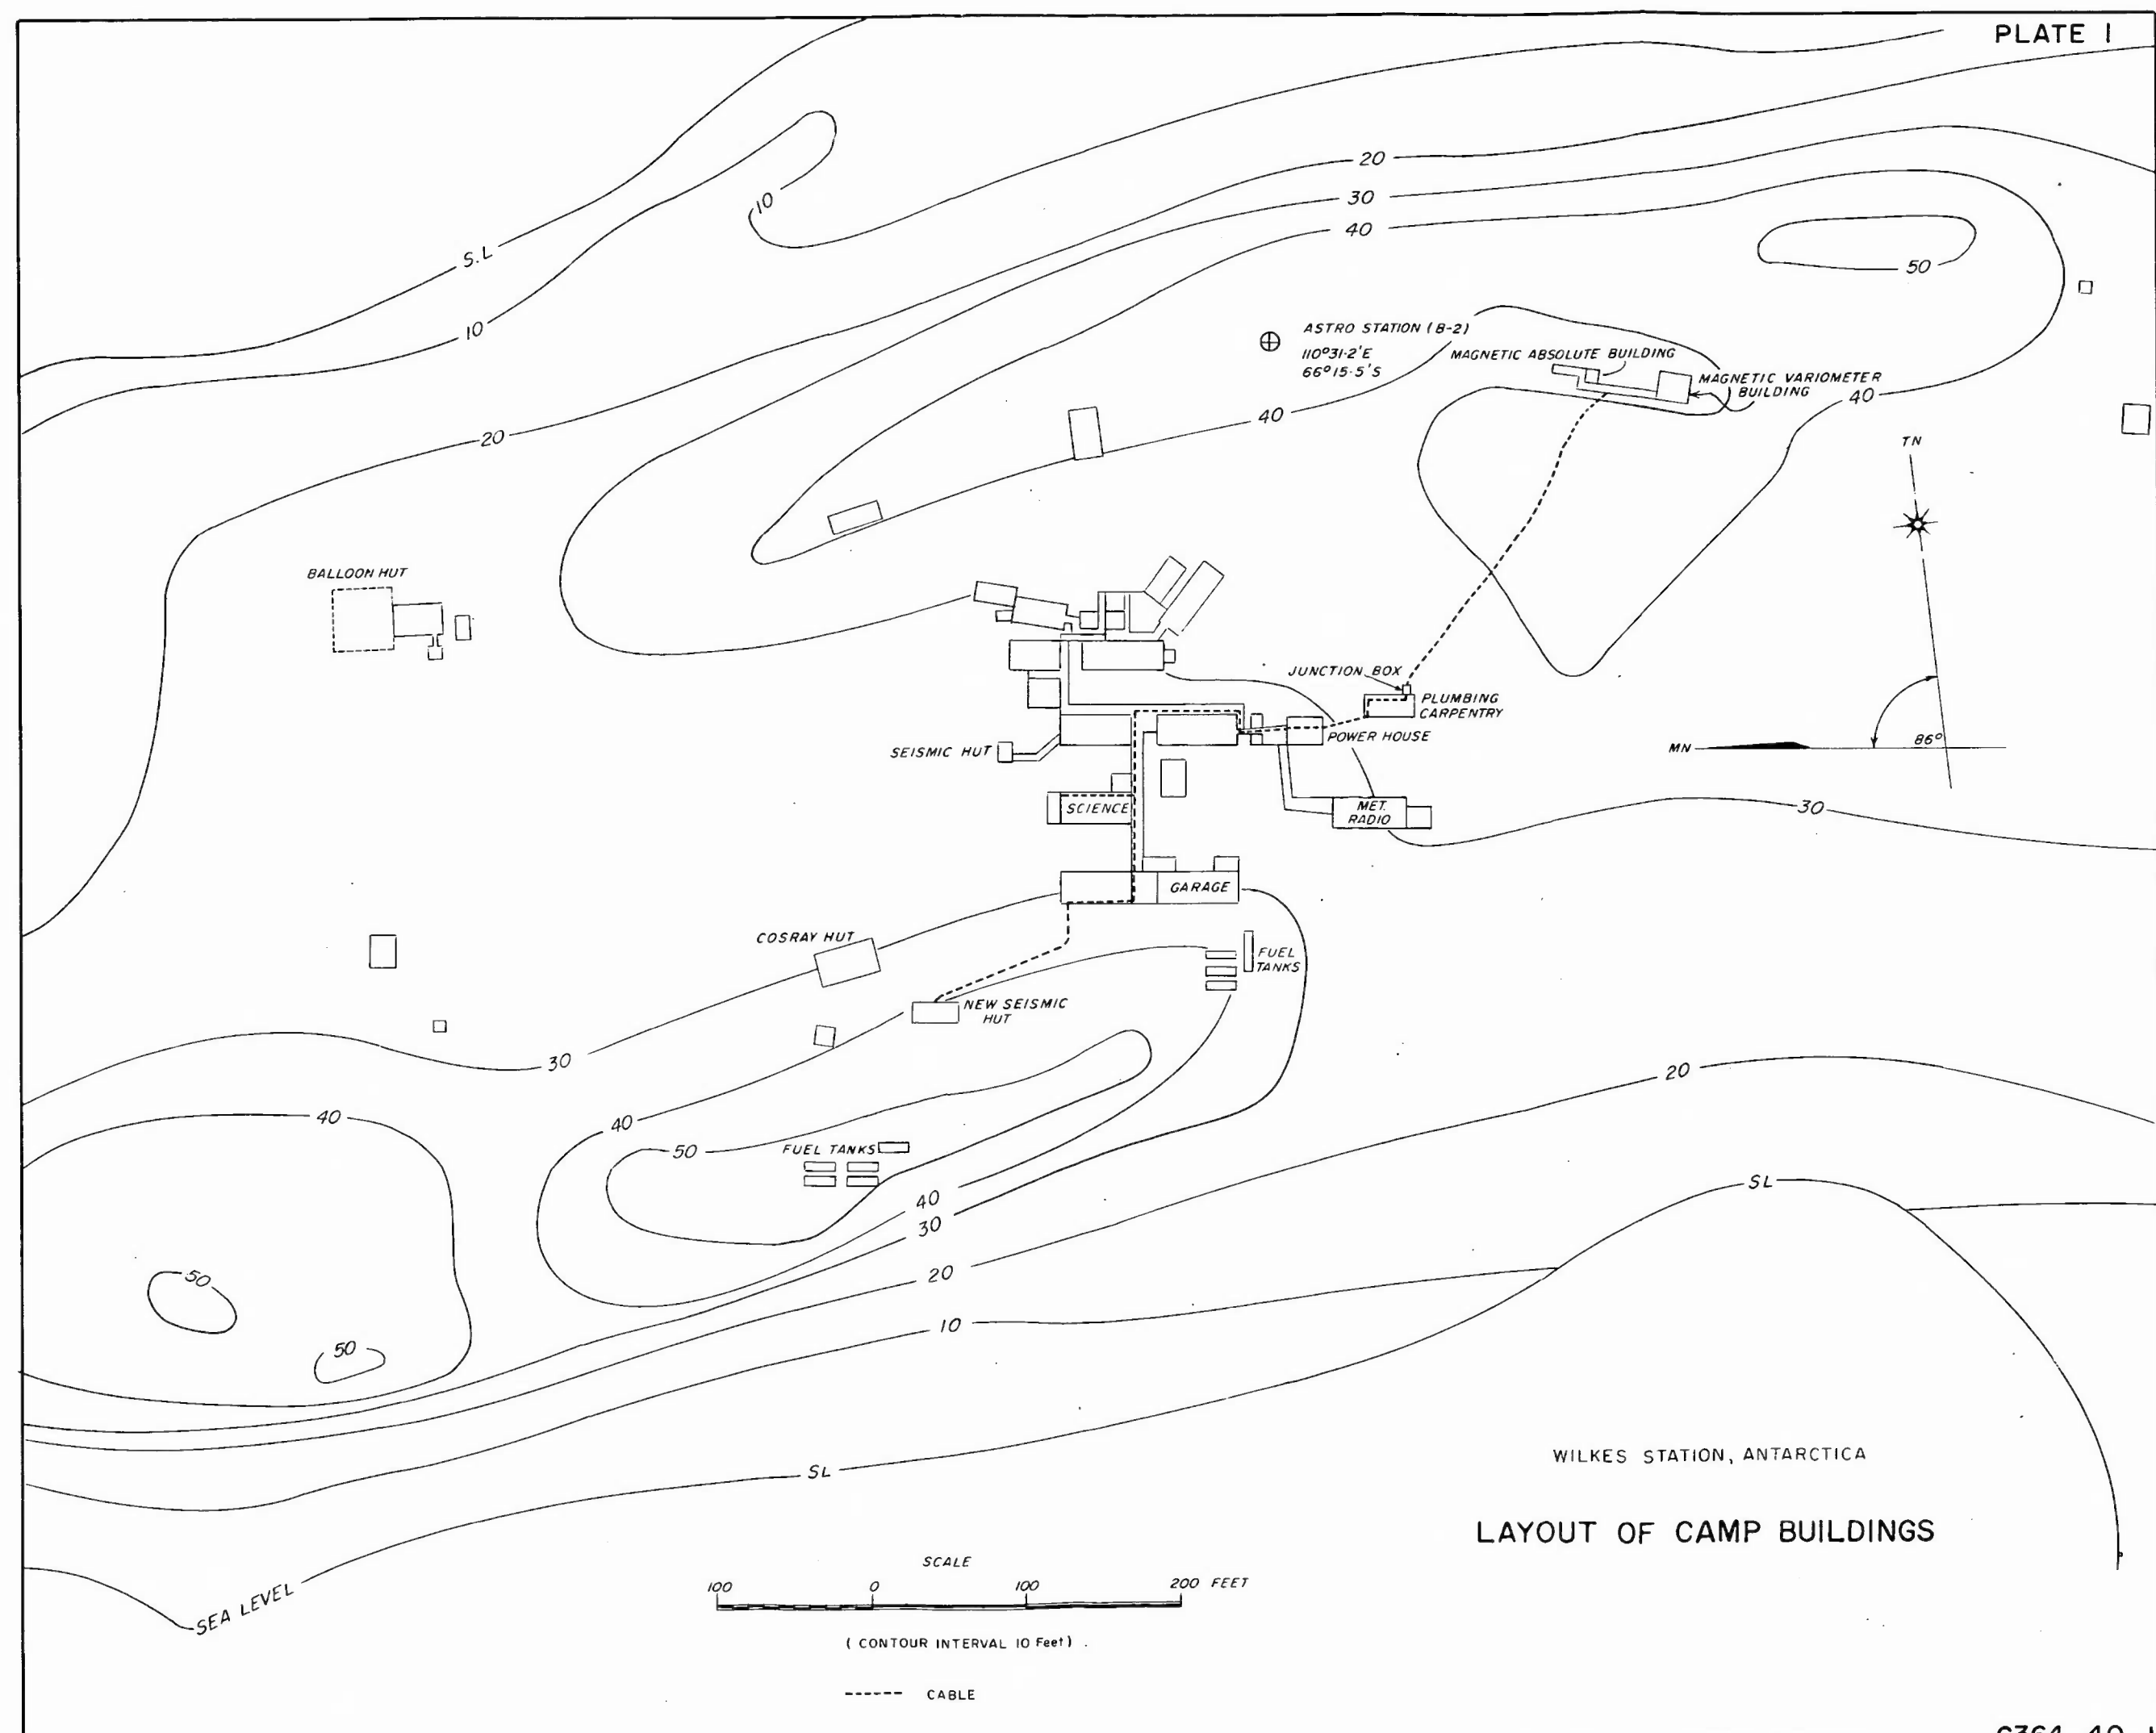 PLATE 1
20
30
40
50
10
S.L
10
20
ASTRO STATION (B-2)
110°31·2'E
66°15·5'S
MAGNETIC ABSOLUTE BUILDING
MAGNETIC VARIOMETER
BUILDING
40
40
TN
BALLOON HUT
JUNCTION BOX
PLUMBING
CARPENTRY
POWER HOUSE
SEISMIC HUT
MN
86°
SCIENCE
MET.
RADIO
30
GARAGE
COSRAY HUT
FUEL
TANKS
NEW SEISMIC
HUT
30
20
40
40
50
FUEL TANKS
40
30
SL
20
50
10
50
SL
WILKES STATION, ANTARCTICA
LAYOUT OF CAMP BUILDINGS
SEA LEVEL
SCALE
100 0 100 200 FEET
( CONTOUR INTERVAL 10 Feet) .
CABLE